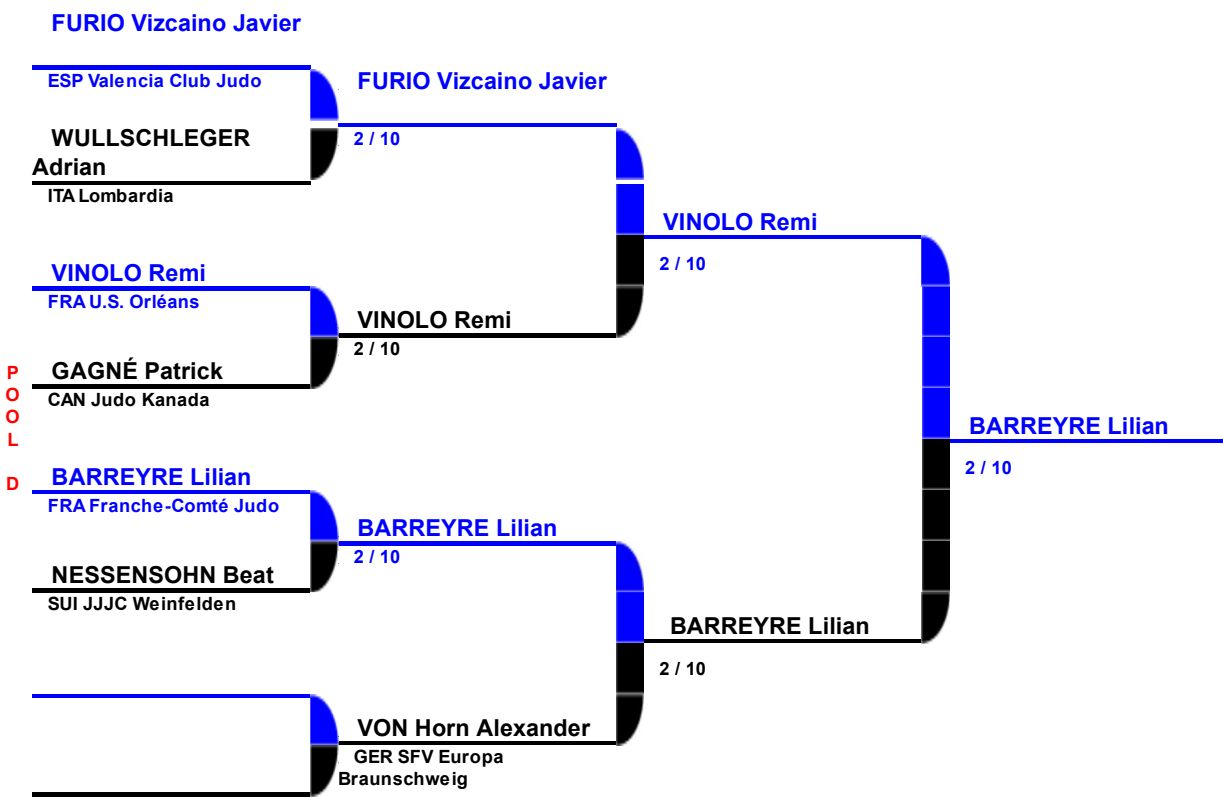 FURIO Vizcaino Javier
ESP Valencia Club Judo
FURIO Vizcaino Javier
2 / 10
WULLSCHLEGER
Adrian
ITA Lombardia
VINOLO Remi
2 / 10
VINOLO Remi
FRA U.S. Orléans
VINOLO Remi
2 / 10
GAGNÉ Patrick
CAN Judo Kanada
POOL D
BARREYRE Lilian
2 / 10
BARREYRE Lilian
FRA Franche-Comté Judo
BARREYRE Lilian
2 / 10
NESSENSOHN Beat
SUI JJJC Weinfelden
BARREYRE Lilian
2 / 10
VON Horn Alexander
GER SFV Europa
Braunschweig